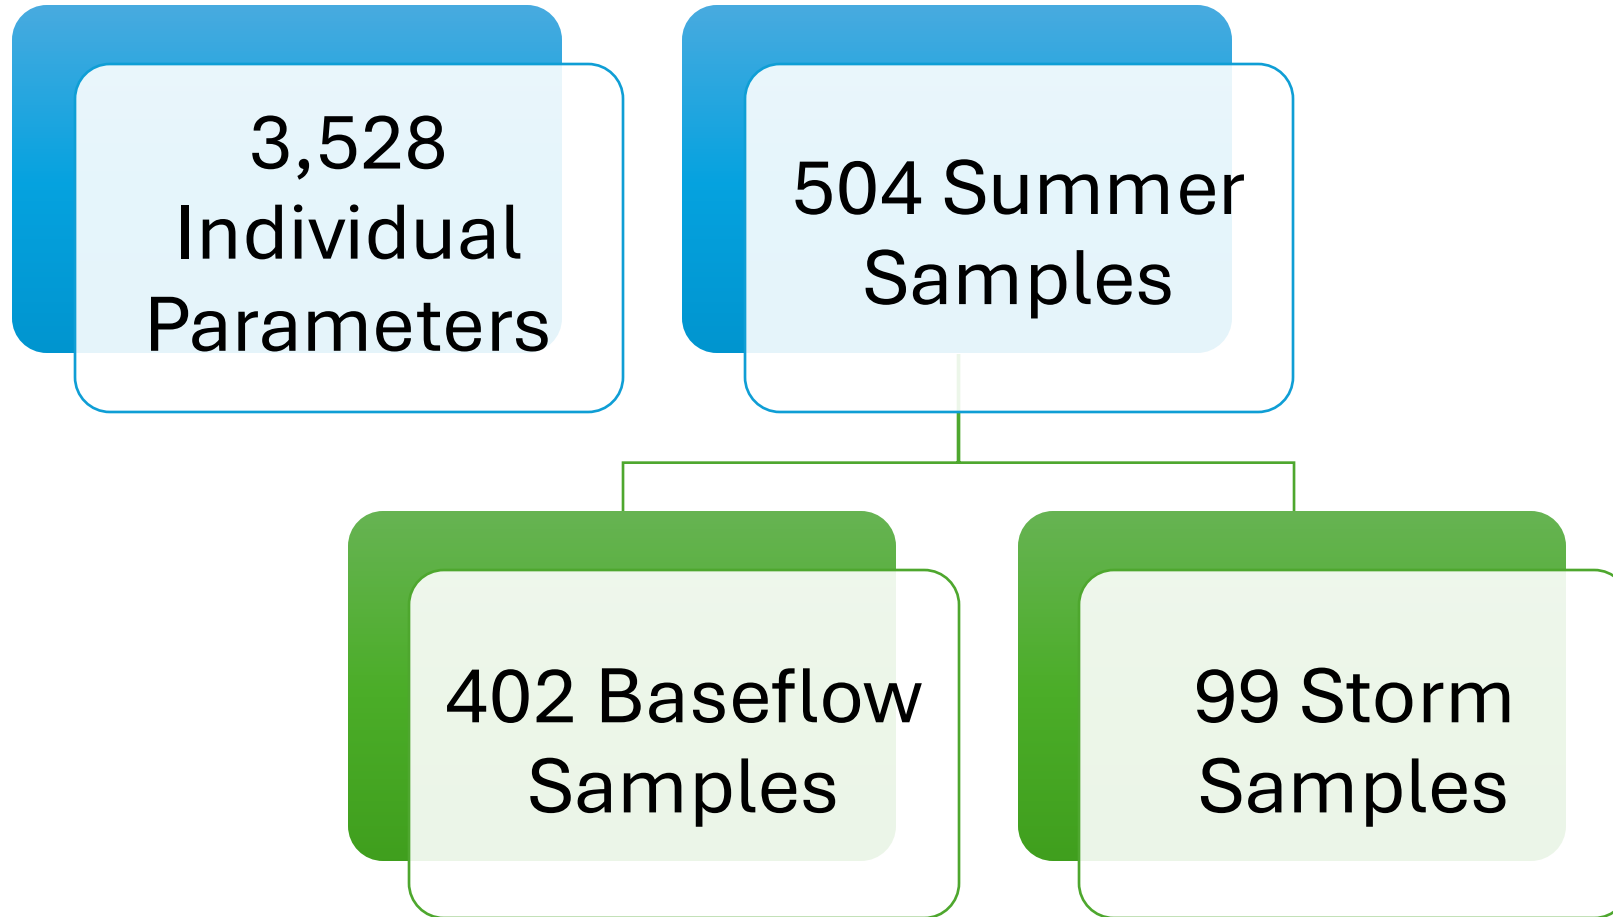 3,528
Individual
Parameters
504 Summer
Samples
402 Baseflow
Samples
99 Storm
Samples